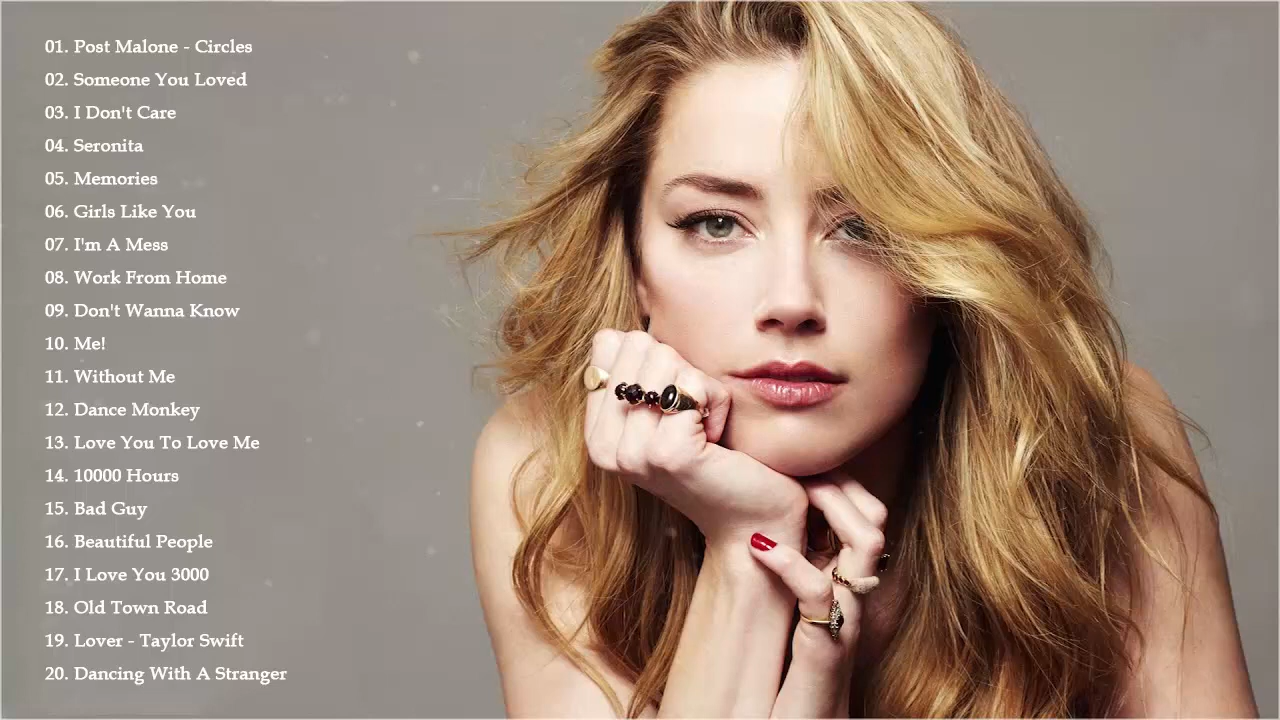 01. Post Malone - Circles
02. Someone You Loved
03. I Don't Care
04. Seronita
05. Memories
06. Girls Like You
07. I'm A Mess
08. Work From Home
09. Don't Wanna Know
10. Me!
11. Without Me
12. Dance Monkey
13. Love You To Love Me
14. 10000 Hours
15. Bad Guy
16. Beautiful People
17. I Love You 3000
18. Old Town Road
19. Lover - Taylor Swift
20. Dancing With A Stranger